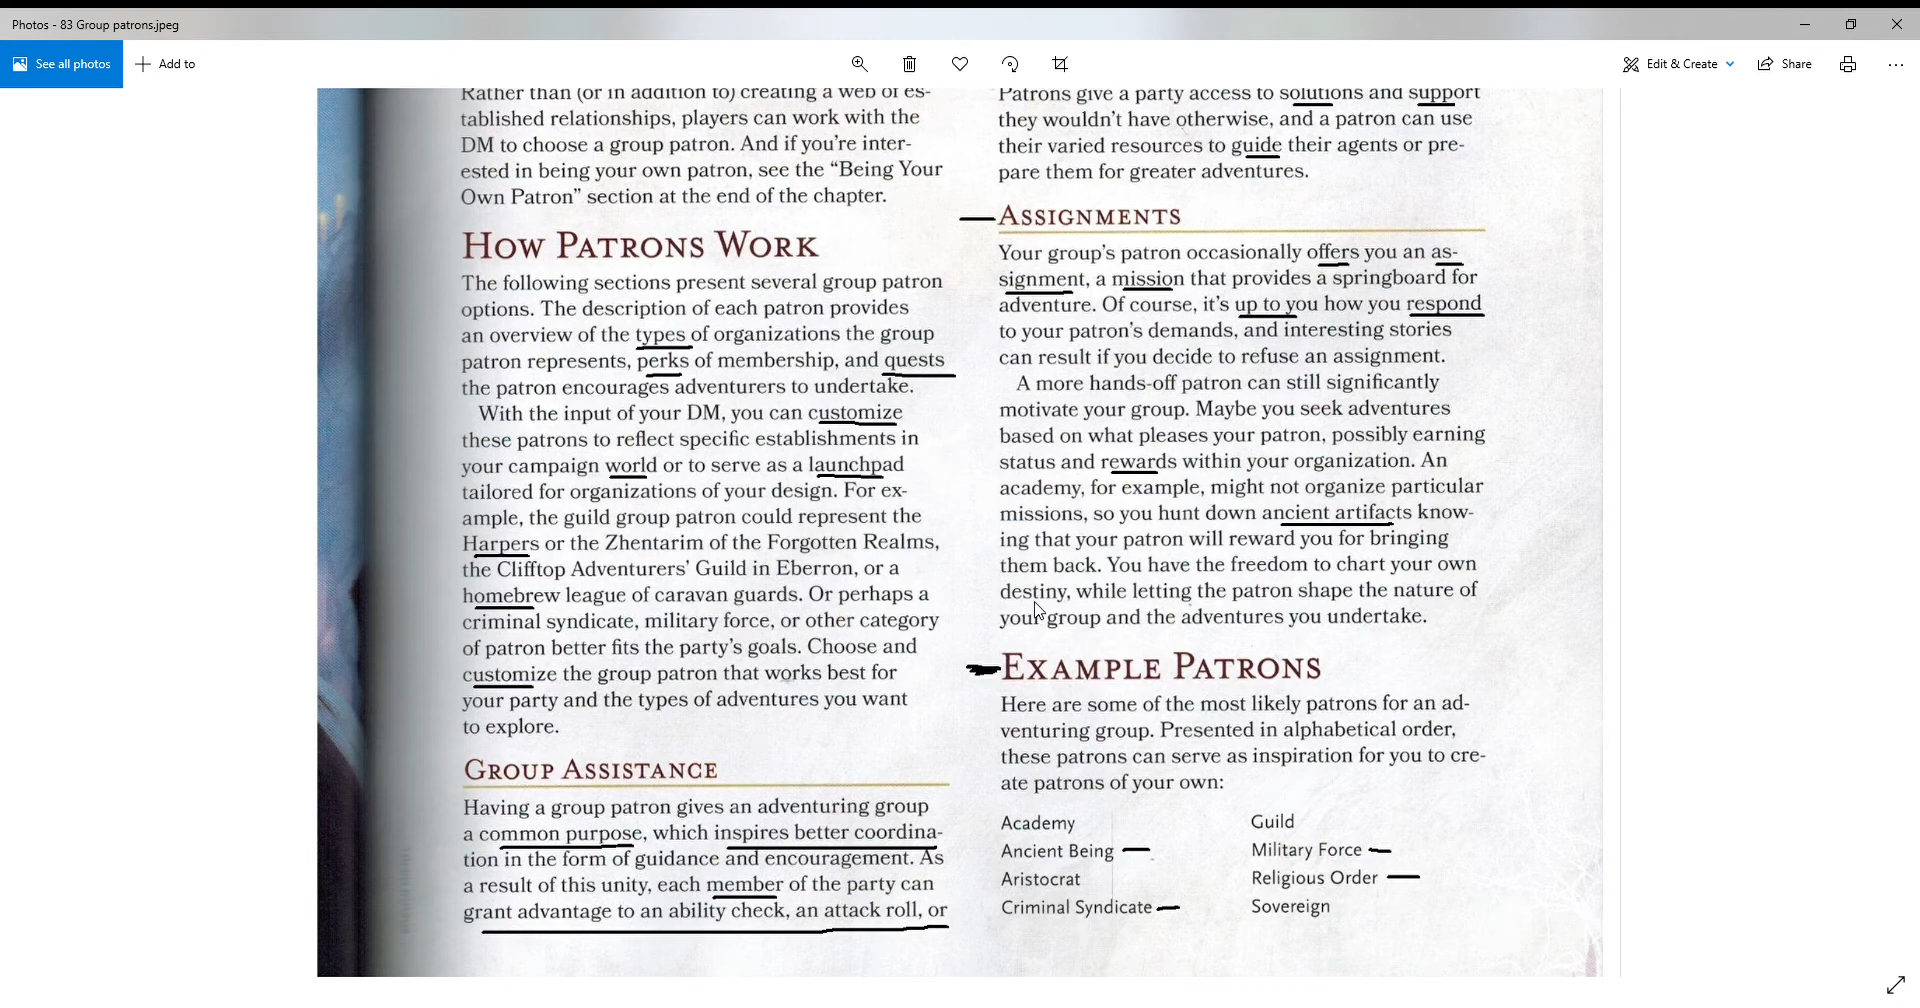 Photos - 83 Group patrons.jpeg
See all photos
Add to
Edit & Create
Share
Rather than (or in addition to) creating a web of es-
tablished relationships, players can work with the
DM to choose a group patron. And if you're inter-
ested in being your own patron, see the “Being Your
Own Patron” section at the end of the chapter.
How Patrons Work
The following sections present several group patron
options. The description of each patron provides
an overview of the types of organizations the group
patron represents, perks of membership, and quests
the patron encourages adventurers to undertake.
With the input of your DM, you can customize
these patrons to reflect specific establishments in
your campaign world or to serve as a launchpad
tailored for organizations of your design. For ex-
ample, the guild group patron could represent the
Harpers or the Zhentarim of the Forgotten Realms,
the Clifftop Adventurers' Guild in Eberron, or a
homebrew league of caravan guards. Or perhaps a
criminal syndicate, military force, or other category
of patron better fits the party's goals. Choose and
customize the group patron that works best for
your party and the types of adventures you want
to explore.
Group Assistance
Having a group patron gives an adventuring group
a common purpose, which inspires better coordina-
tion in the form of guidance and encouragement. As
a result of this unity, each member of the party can
grant advantage to an ability check, an attack roll, or
Patrons give a party access to solutions and support
they wouldn't have otherwise, and a patron can use
their varied resources to guide their agents or pre-
pare them for greater adventures.
Assignments
Your group's patron occasionally offers you an as-
signment, a mission that provides a springboard for
adventure. Of course, it's up to you how you respond
to your patron's demands, and interesting stories
can result if you decide to refuse an assignment.
A more hands-off patron can still significantly
motivate your group. Maybe you seek adventures
based on what pleases your patron, possibly earning
status and rewards within your organization. An
academy, for example, might not organize particular
missions, so you hunt down ancient artifacts know-
ing that your patron will reward you for bringing
them back. You have the freedom to chart your own
destiny, while letting the patron shape the nature of
your group and the adventures you undertake.
Example Patrons
Here are some of the most likely patrons for an ad-
venturing group. Presented in alphabetical order,
these patrons can serve as inspiration for you to cre-
ate patrons of your own:
Academy
Ancient Being
Aristocrat
Criminal Syndicate
Guild
Military Force
Religious Order
Sovereign